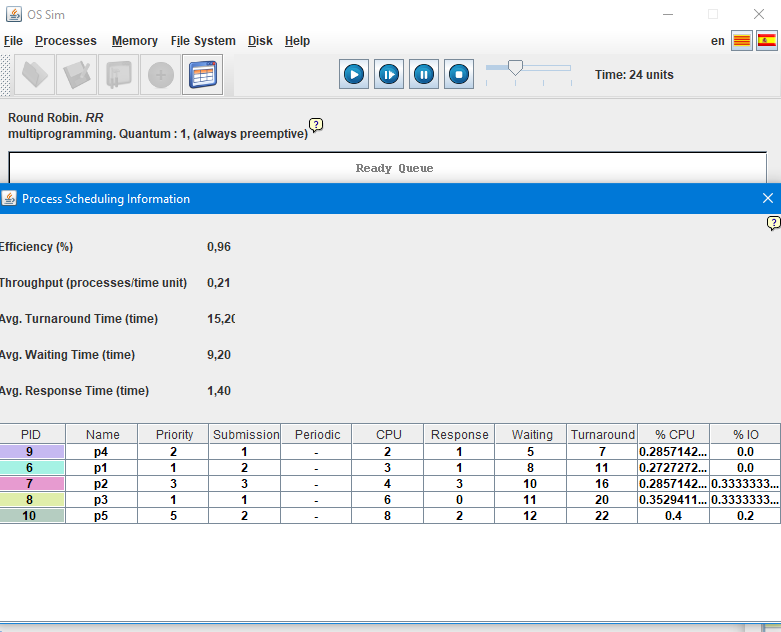 OS Sim
File Processes Memory File System Disk Help en
Time: 24 units
Round Robin. RR
multiprogramming. Quantum : 1, (always preemptive) ?
Ready Queue
Process Scheduling Information
?
Efficiency (%) 0,96
Throughput (processes/time unit) 0,21
Avg. Turnaround Time (time) 15,20
Avg. Waiting Time (time) 9,20
Avg. Response Time (time) 1,40
PID Name Priority Submission Periodic CPU Response Waiting Turnaround % CPU % IO
9 p4 2 1 - 2 1 5 7 0.2857142... 0.0
6 p1 1 2 - 3 1 8 11 0.2727272... 0.0
7 p2 3 3 - 4 3 10 16 0.2857142... 0.3333333...
8 p3 1 1 - 6 0 11 20 0.3529411... 0.3333333...
10 p5 5 2 - 8 2 12 22 0.4 0.2